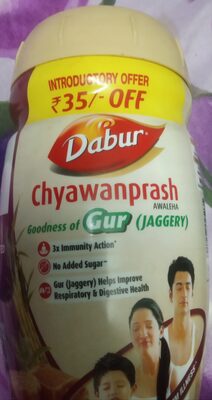 INTRODUCTORY OFFER
₹35/- OFF
Dabur
Chyawanprash
AWALEHA
Goodness of Gur (JAGGERY)
3x Immunity Action*
No Added Sugar**
Gur (Jaggery) Helps Improve
Respiratory & Digestive Health